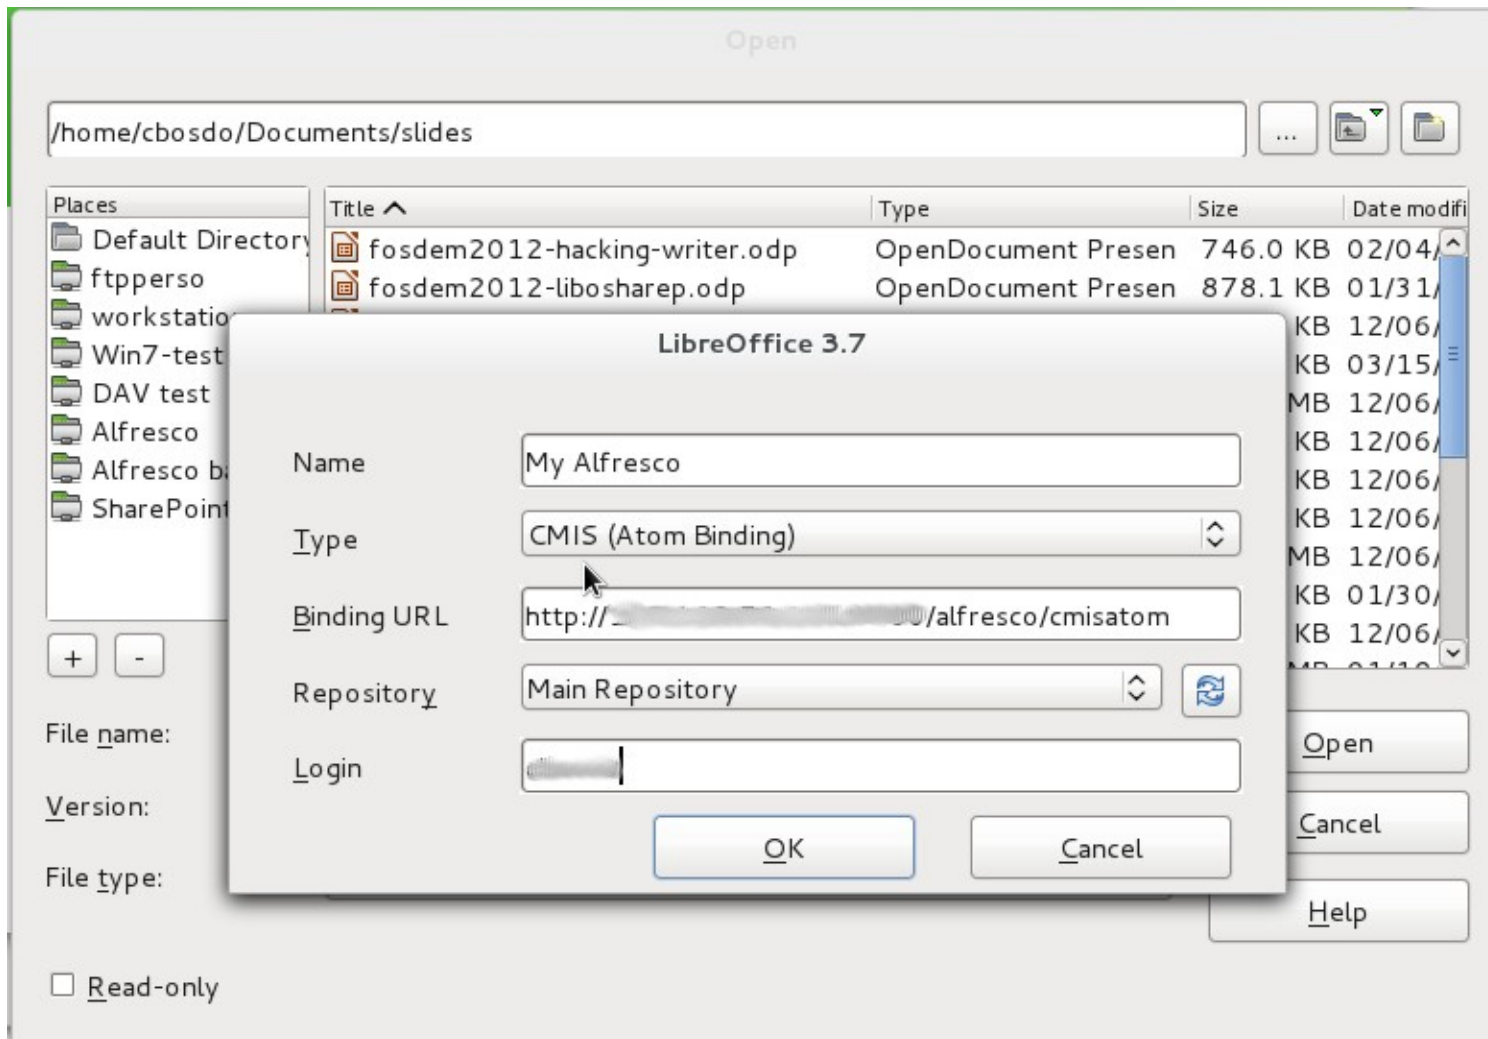 Open
/home/cbosdo/Documents/slides
...
Places
Title Type Size Date modifi
Default Directory
ftpperso
workstatio
Win7-test
DAV test
Alfresco
Alfresco ba
SharePoint
fosdem2012-hacking-writer.odp OpenDocument Presen 746.0 KB 02/04/
fosdem2012-libosharep.odp OpenDocument Presen 878.1 KB 01/31/
KB 12/06/
KB 03/15/
MB 12/06/
KB 12/06/
KB 12/06/
KB 12/06/
MB 12/06/
KB 01/30/
KB 12/06/
MB 01/10
LibreOffice 3.7
Name My Alfresco
Type CMIS (Atom Binding)
Binding URL http:// /alfresco/cmisatom
Repository Main Repository
Login
OK Cancel
+ -
File name:
Version:
File type:
Open
Cancel
Help
Read-only